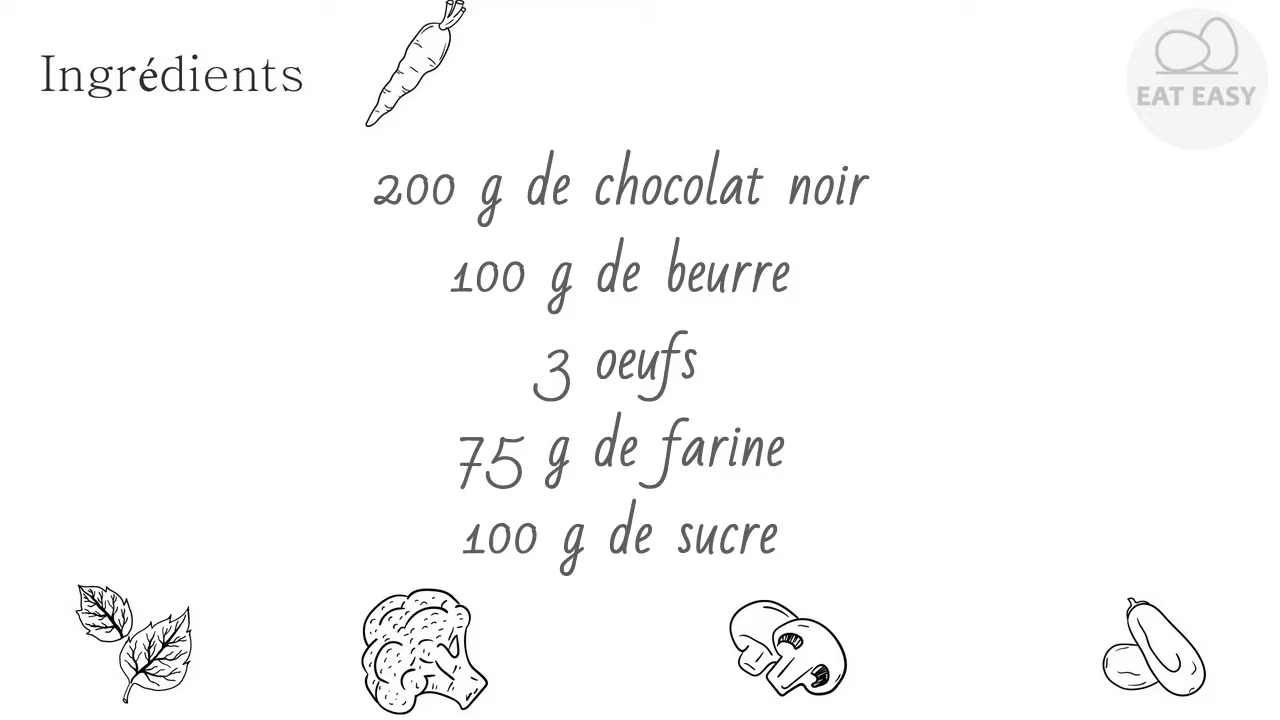 Ingrédients
EAT EASY
200 g de chocolat noir
100 g de beurre
3 oeufs
75 g de farine
100 g de sucre